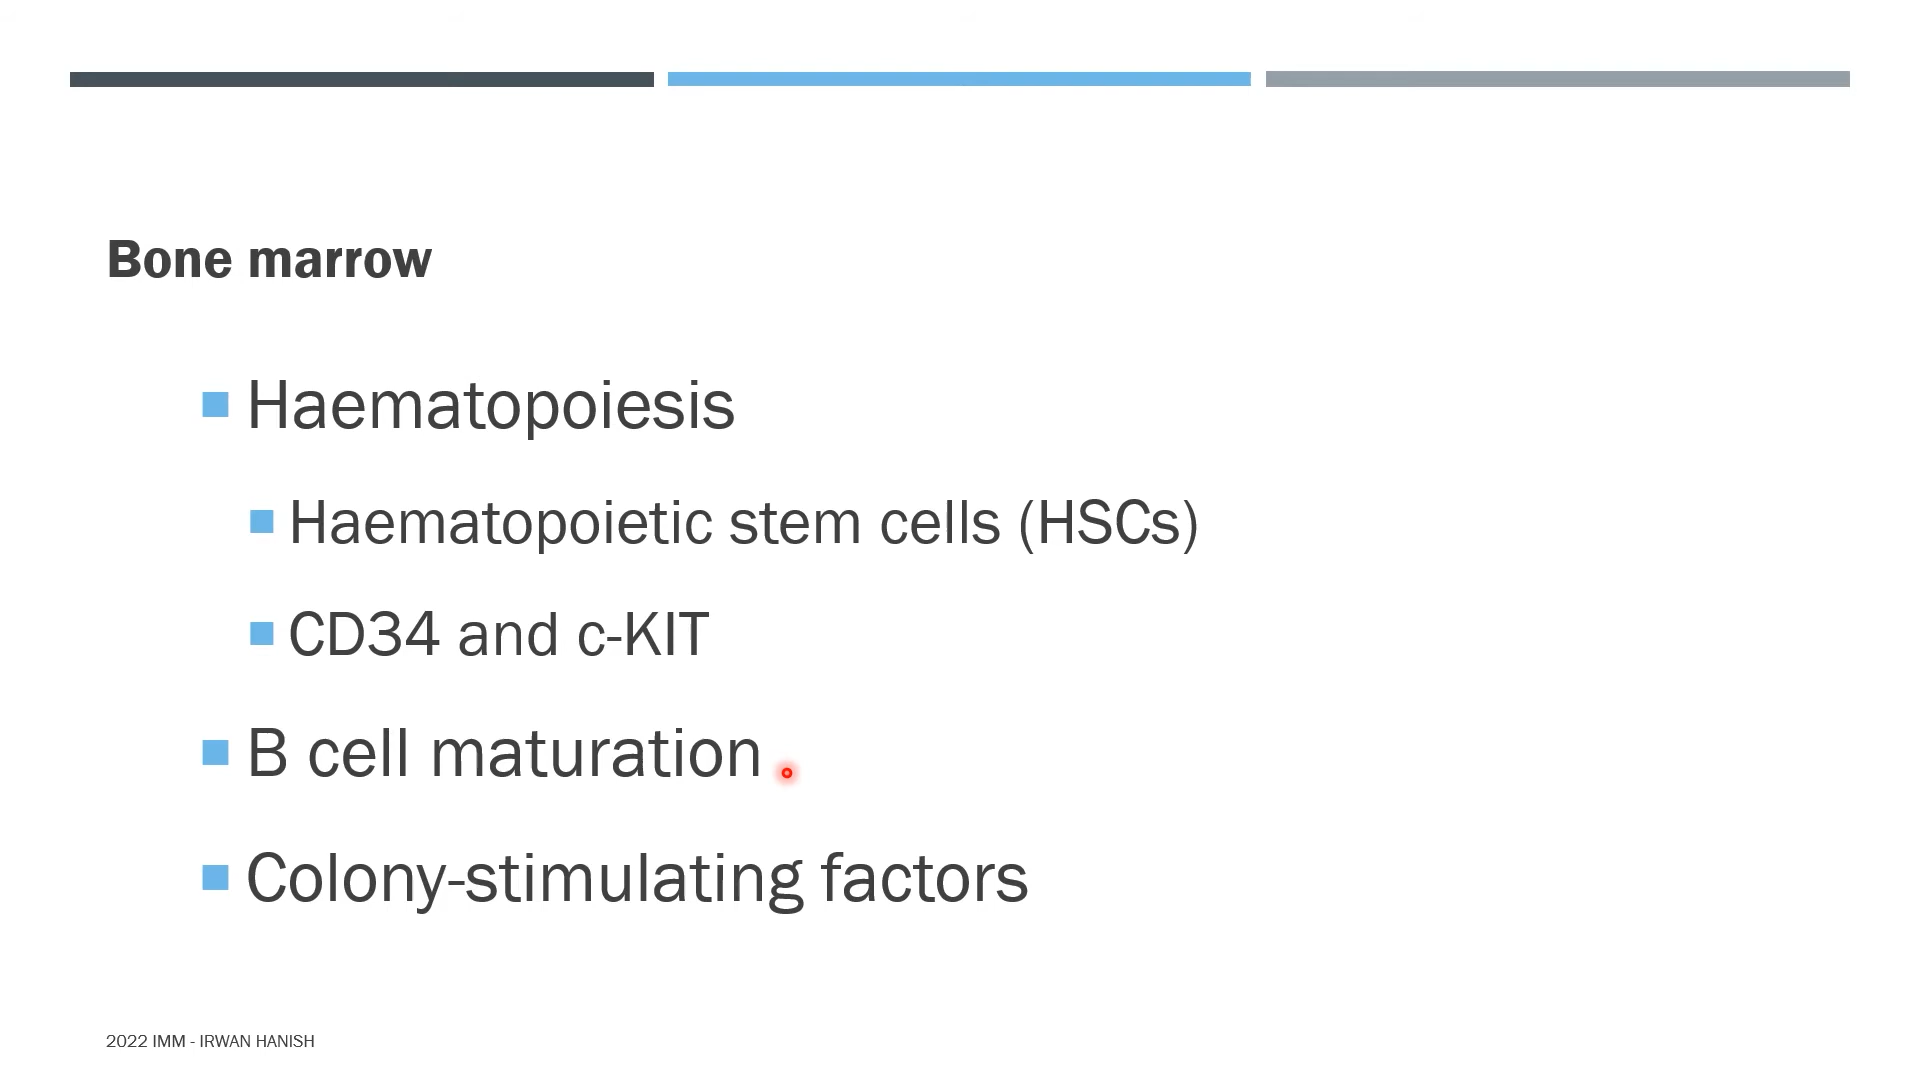 Bone marrow
Haematopoiesis
Haematopoietic stem cells (HSCs)
CD34 and c-KIT
B cell maturation
Colony-stimulating factors
2022 IMM - IRWAN HANISH